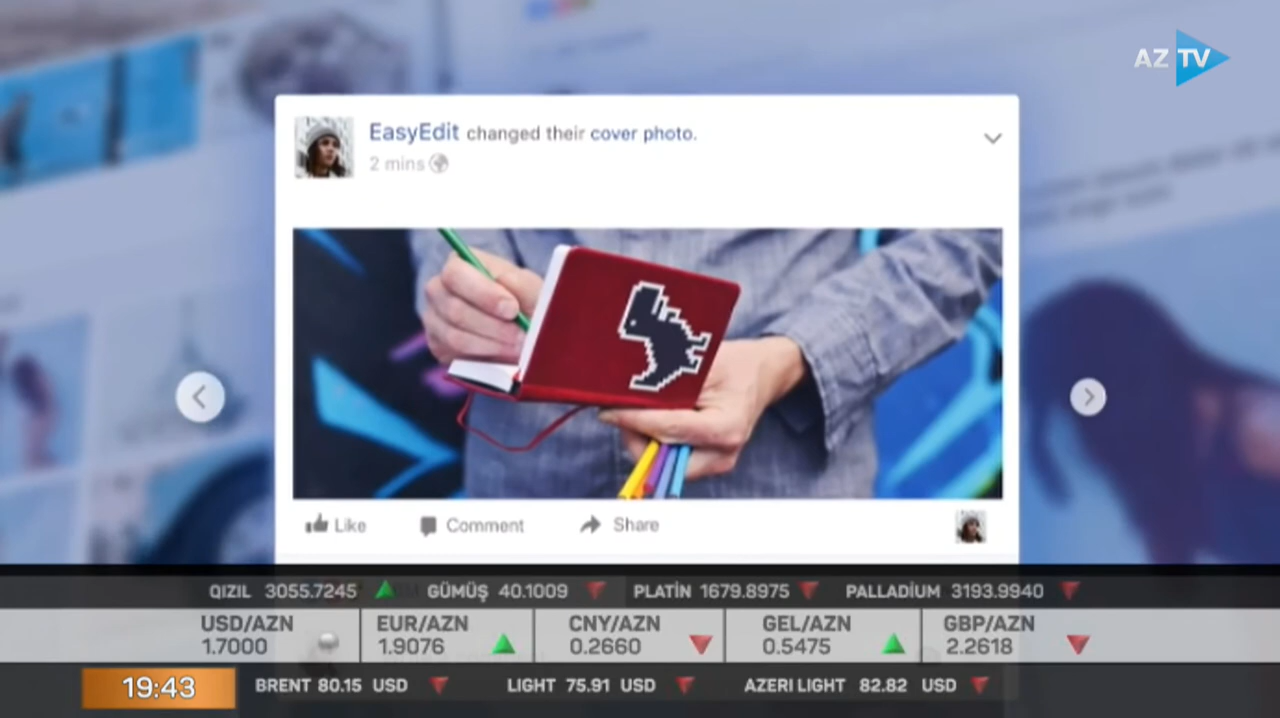 AZ TV
EasyEdit changed their cover photo.
2 mins
Like Comment Share
QIZIL 3055.7245 GÜMÜŞ 40.1009 PLATİN 1679.8975 PALLADİUM 3193.9940
USD/AZN EUR/AZN CNY/AZN GEL/AZN GBP/AZN
1.7000 1.9076 0.2660 0.5475 2.2618
19:43 BRENT 80.15 USD LIGHT 75.91 USD AZERI LIGHT 82.82 USD